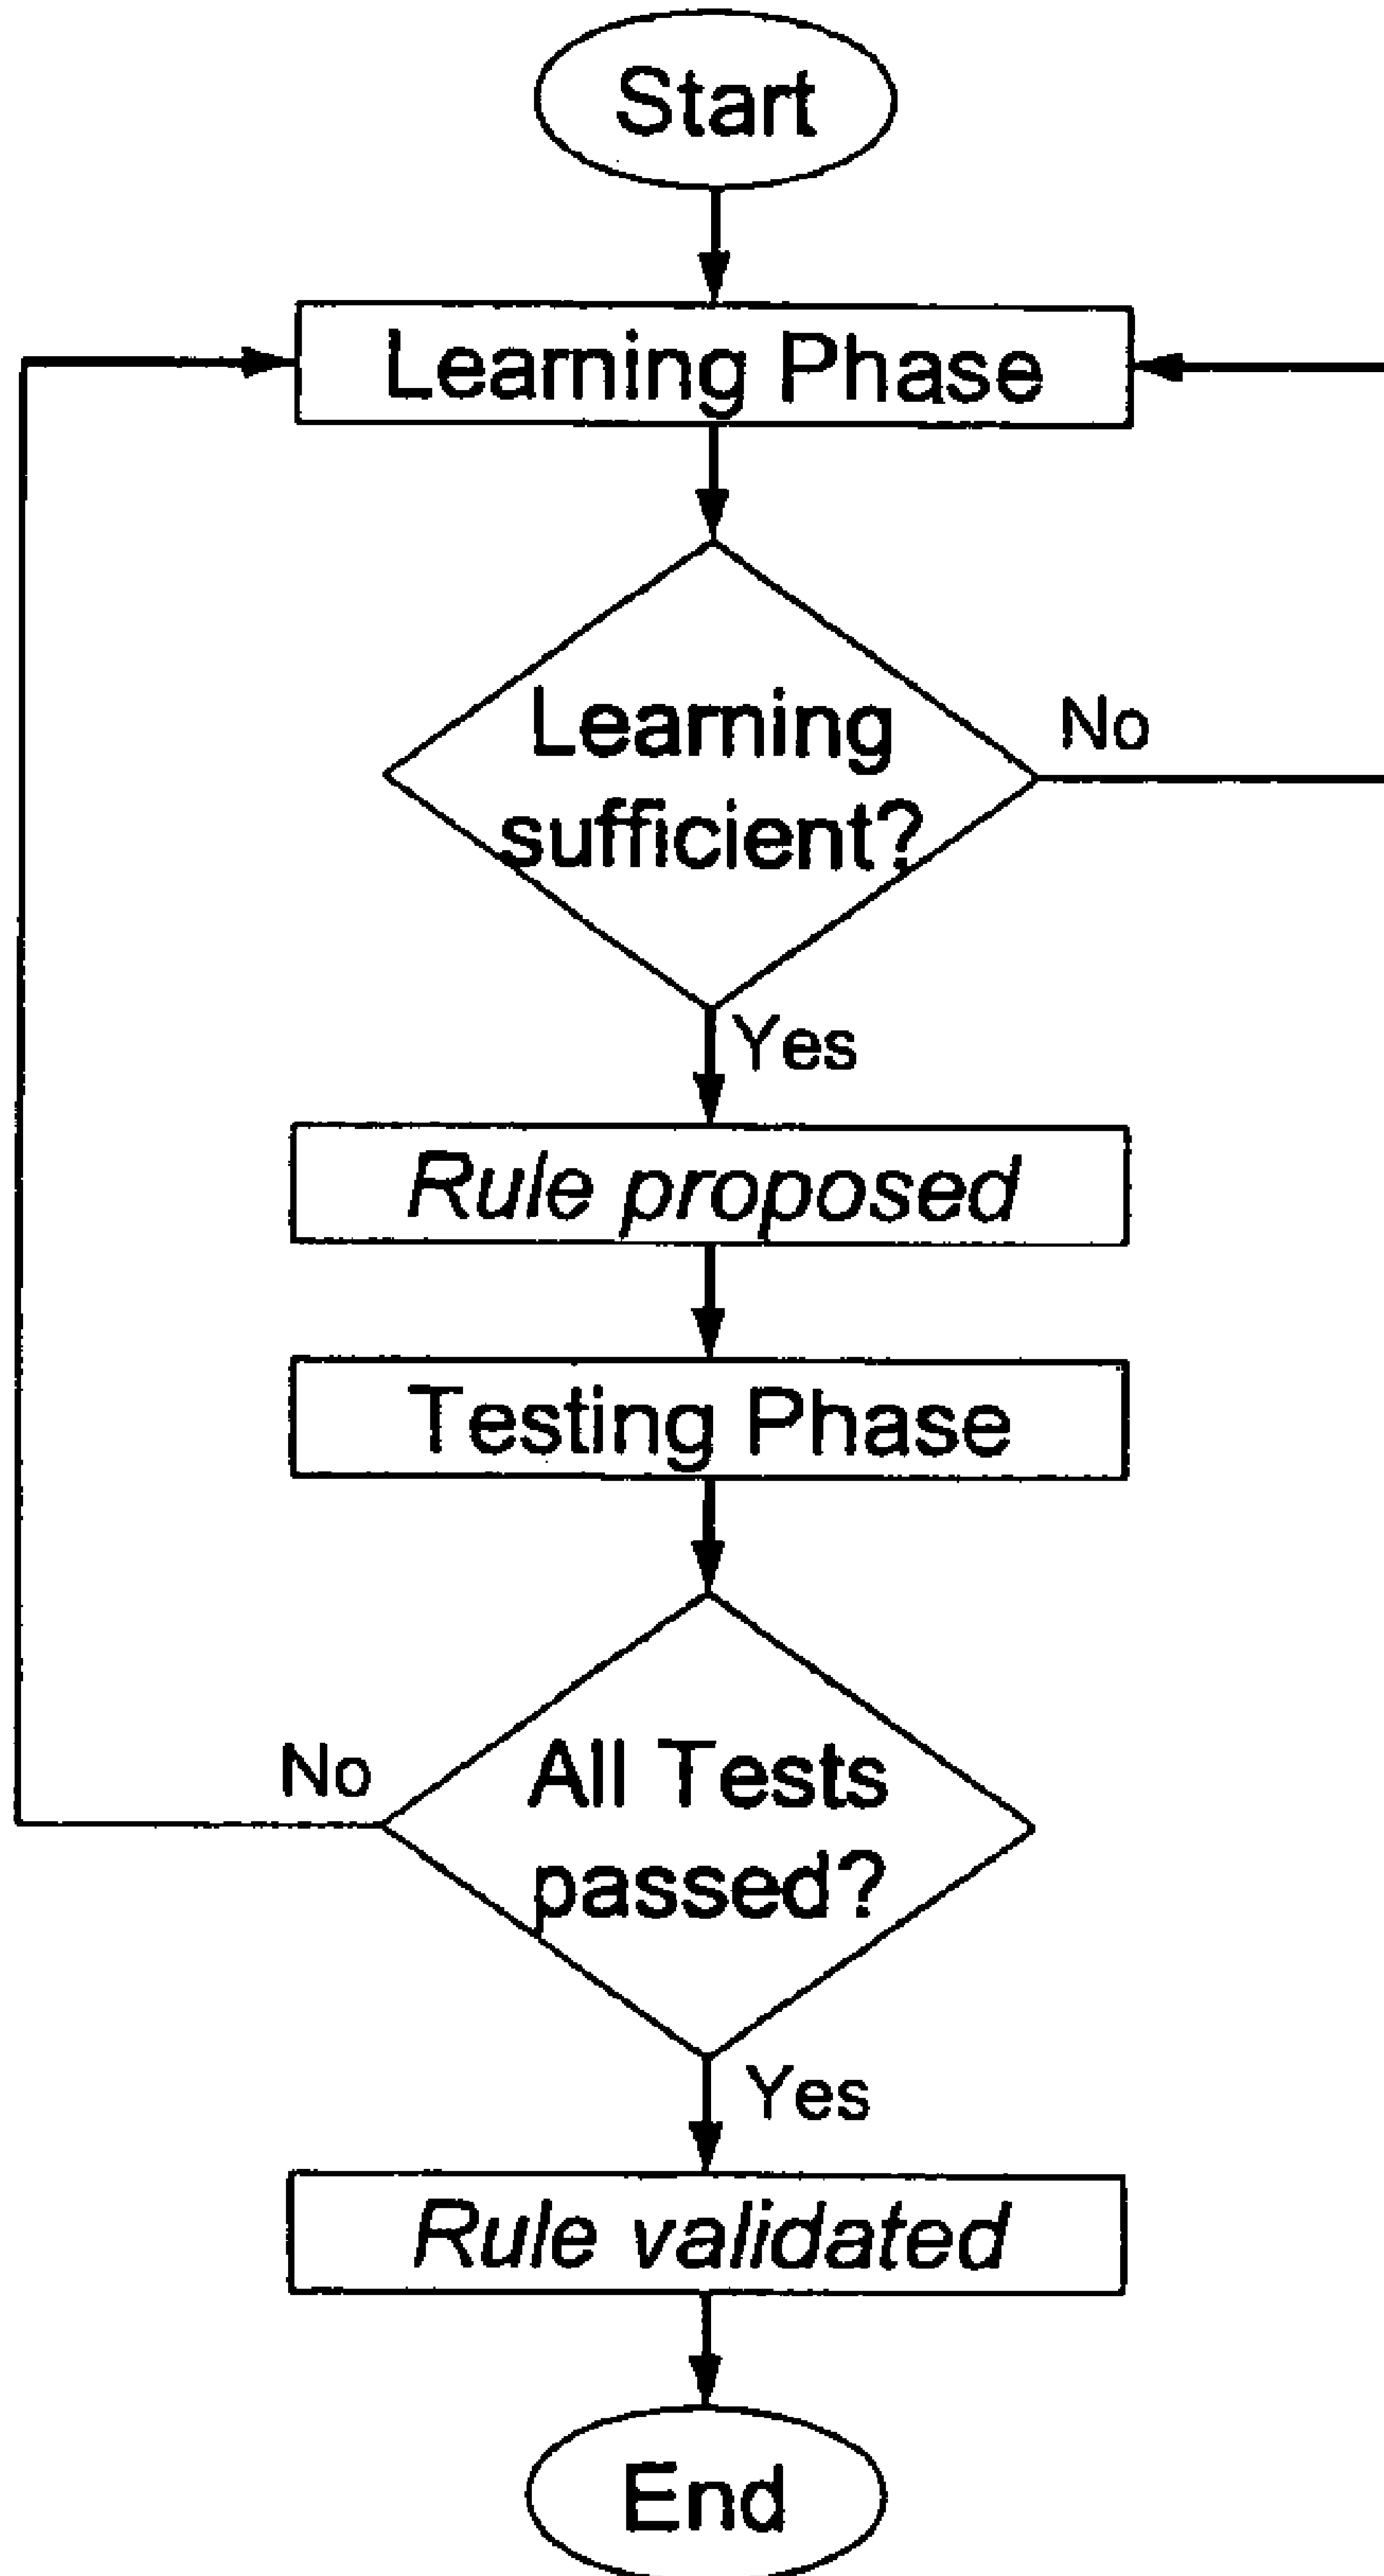 Start
Learning Phase
Learning
sufficient?
No
Yes
Rule proposed
Testing Phase
No
All Tests
passed?
Yes
Rule validated
End